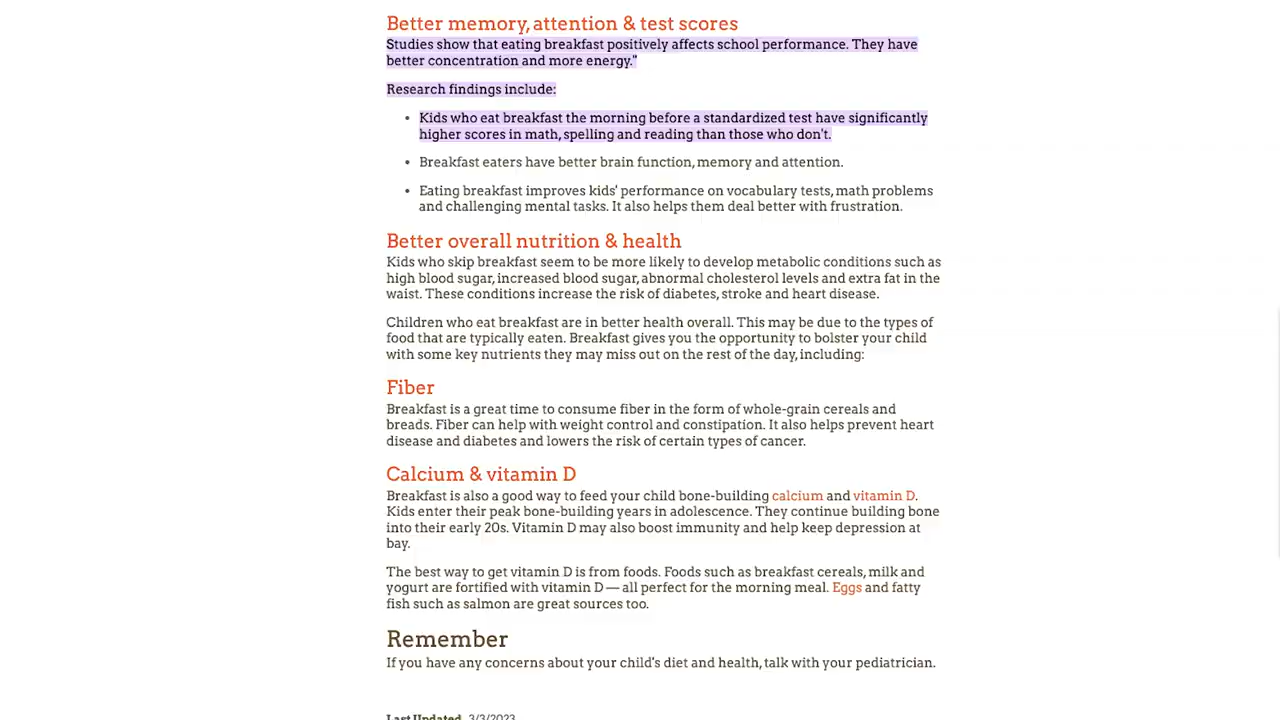 Better memory, attention & test scores
Studies show that eating breakfast positively affects school performance. They have
better concentration and more energy."
Research findings include:
• Kids who eat breakfast the morning before a standardized test have significantly
higher scores in math, spelling and reading than those who don't.
• Breakfast eaters have better brain function, memory and attention.
• Eating breakfast improves kids' performance on vocabulary tests, math problems
and challenging mental tasks. It also helps them deal better with frustration.
Better overall nutrition & health
Kids who skip breakfast seem to be more likely to develop metabolic conditions such as
high blood sugar, increased blood sugar, abnormal cholesterol levels and extra fat in the
waist. These conditions increase the risk of diabetes, stroke and heart disease.
Children who eat breakfast are in better health overall. This may be due to the types of
food that are typically eaten. Breakfast gives you the opportunity to bolster your child
with some key nutrients they may miss out on the rest of the day, including:
Fiber
Breakfast is a great time to consume fiber in the form of whole-grain cereals and
breads. Fiber can help with weight control and constipation. It also helps prevent heart
disease and diabetes and lowers the risk of certain types of cancer.
Calcium & vitamin D
Breakfast is also a good way to feed your child bone-building calcium and vitamin D.
Kids enter their peak bone-building years in adolescence. They continue building bone
into their early 20s. Vitamin D may also boost immunity and help keep depression at
bay.
The best way to get vitamin D is from foods. Foods such as breakfast cereals, milk and
yogurt are fortified with vitamin D — all perfect for the morning meal. Eggs and fatty
fish such as salmon are great sources too.
Remember
If you have any concerns about your child's diet and health, talk with your pediatrician.
Last Updated 3/3/2023